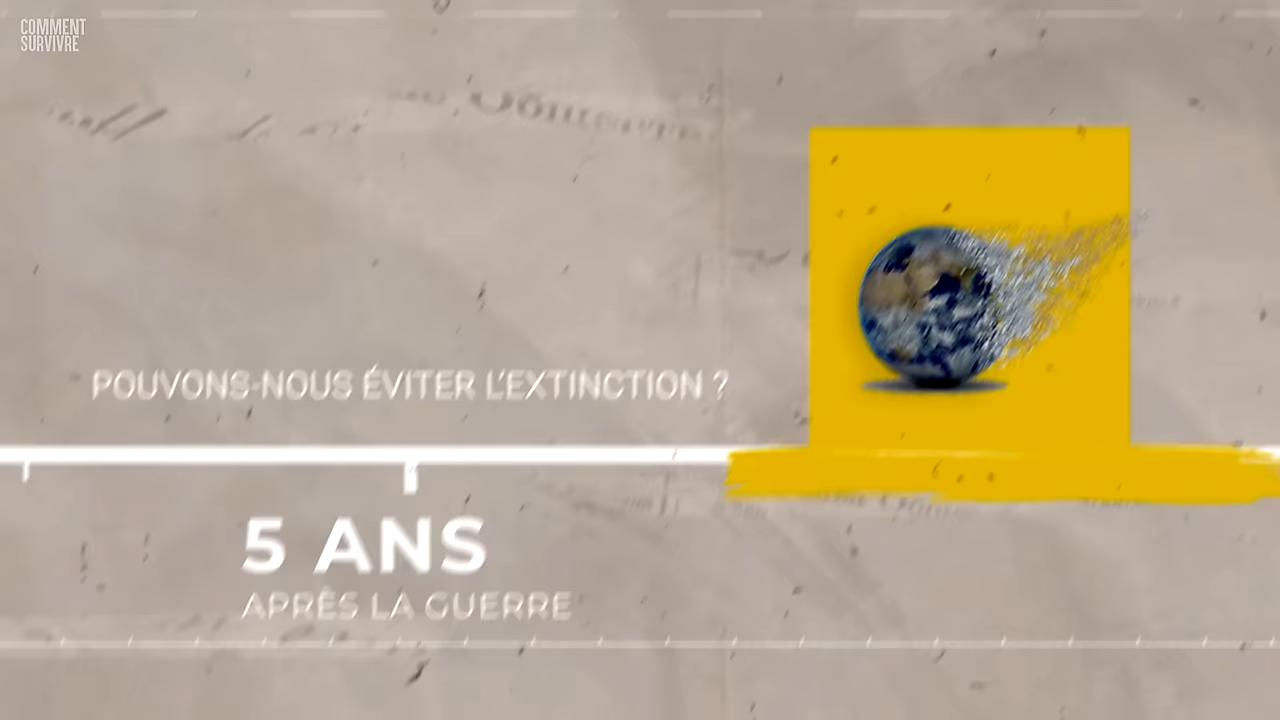 COMMENT
SURVIVRE
POUVONS-NOUS ÉVITER L'EXTINCTION ?
5 ANS
APRÈS LA GUERRE